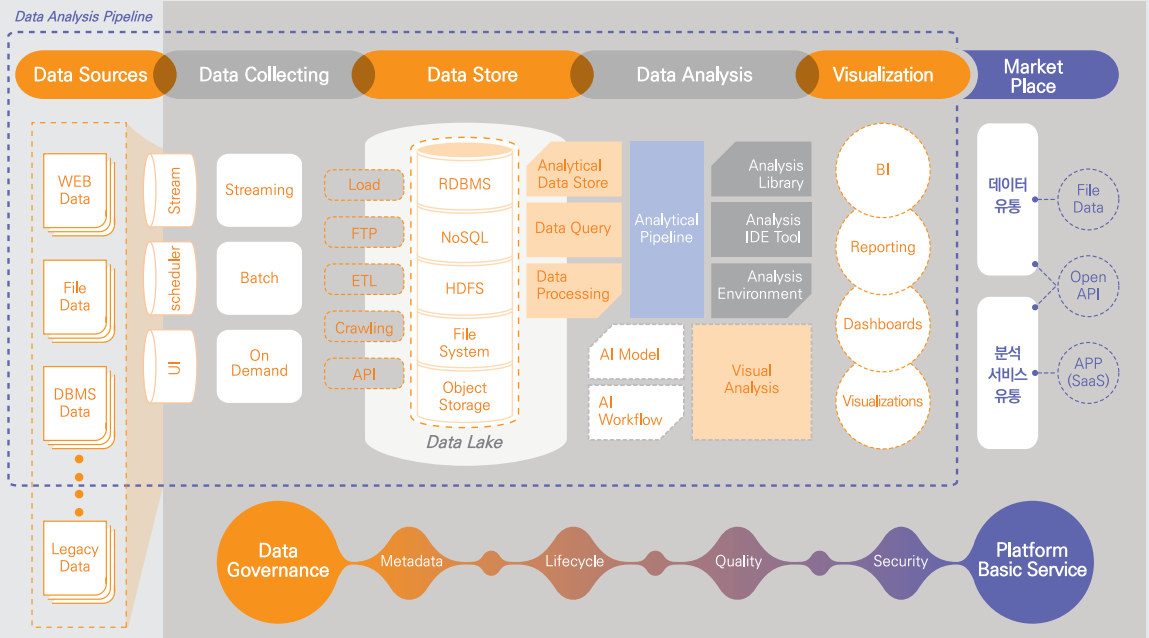 Data Analysis Pipeline
Data Sources
Data Collecting
Data Store
Data Analysis
Visualization
Market
Place
WEB
Data
File
Data
DBMS
Data
Legacy
Data
Stream
scheduler
UI
Streaming
Batch
On
Demand
Load
FTP
ETL
Crawling
API
RDBMS
NoSQL
HDFS
File
System
Object
Storage
Data Lake
Analytical
Data Store
Data Query
Data
Processing
Analytical
Pipeline
Analysis
Library
Analysis
IDE Tool
Analysis
Environment
AI Model
AI
Workflow
Visual
Analysis
BI
Reporting
Dashboards
Visualizations
데이터
유통
분석
서비스
유통
File
Data
Open
API
APP
(SaaS)
Data
Governance
Metadata
Lifecycle
Quality
Security
Platform
Basic Service